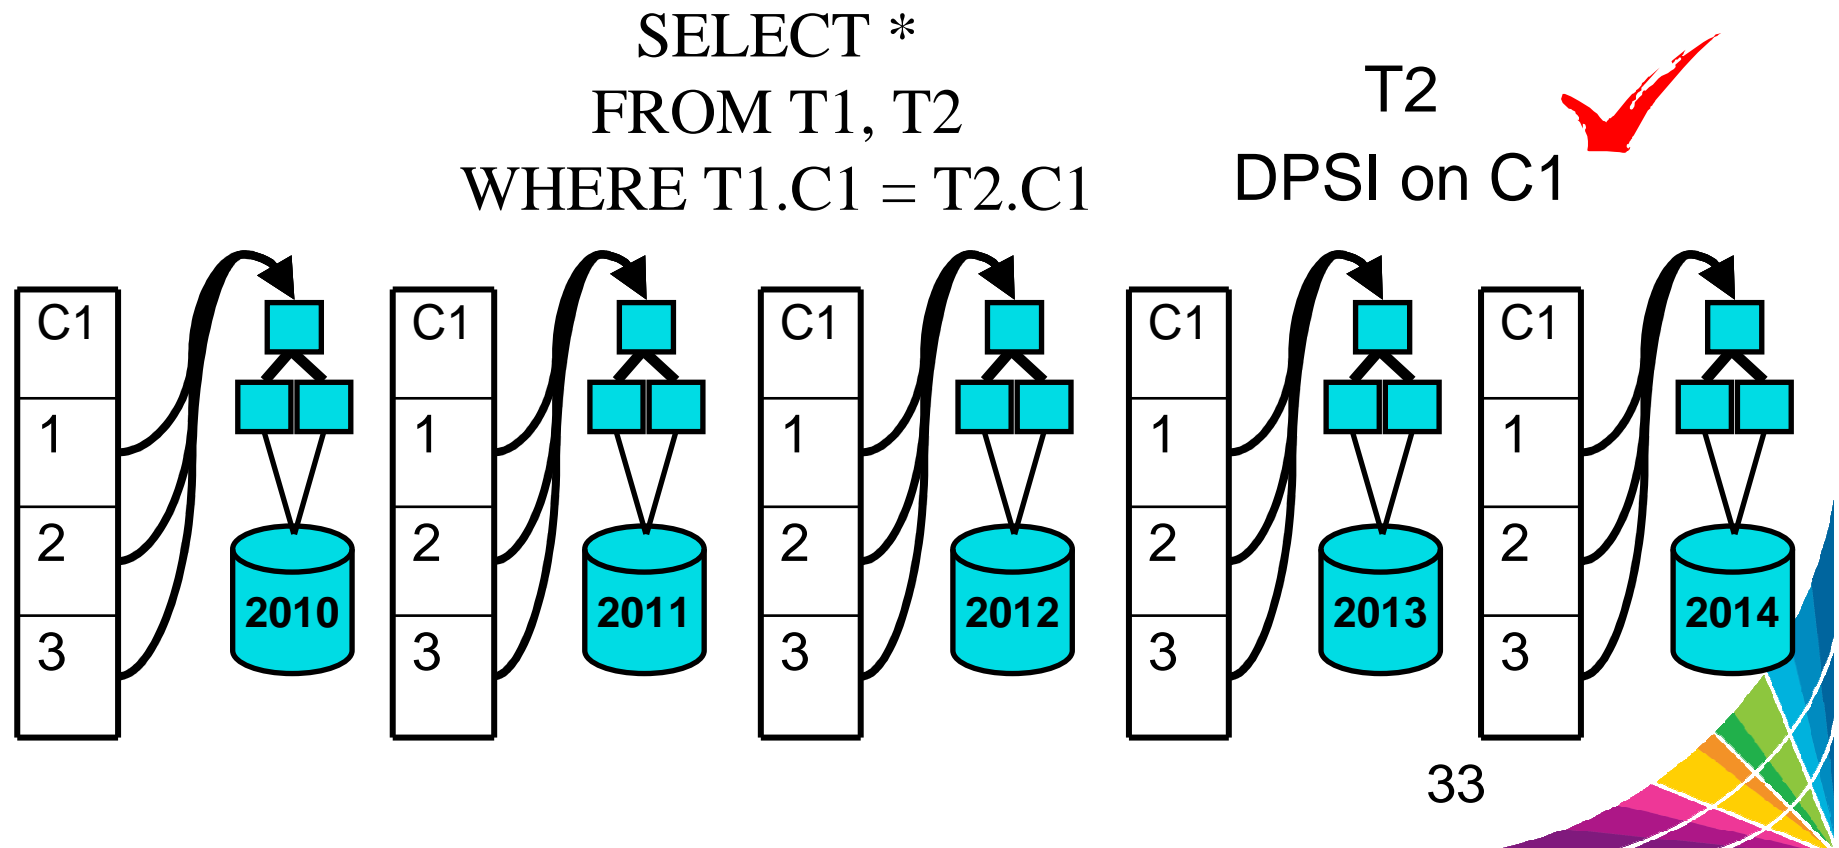 SELECT *
FROM T1, T2
WHERE T1.C1 = T2.C1
T2
DPSI on C1
C1
1
2
3
2010
C1
1
2
3
2011
C1
1
2
3
2012
C1
1
2
3
2013
C1
1
2
3
2014
33